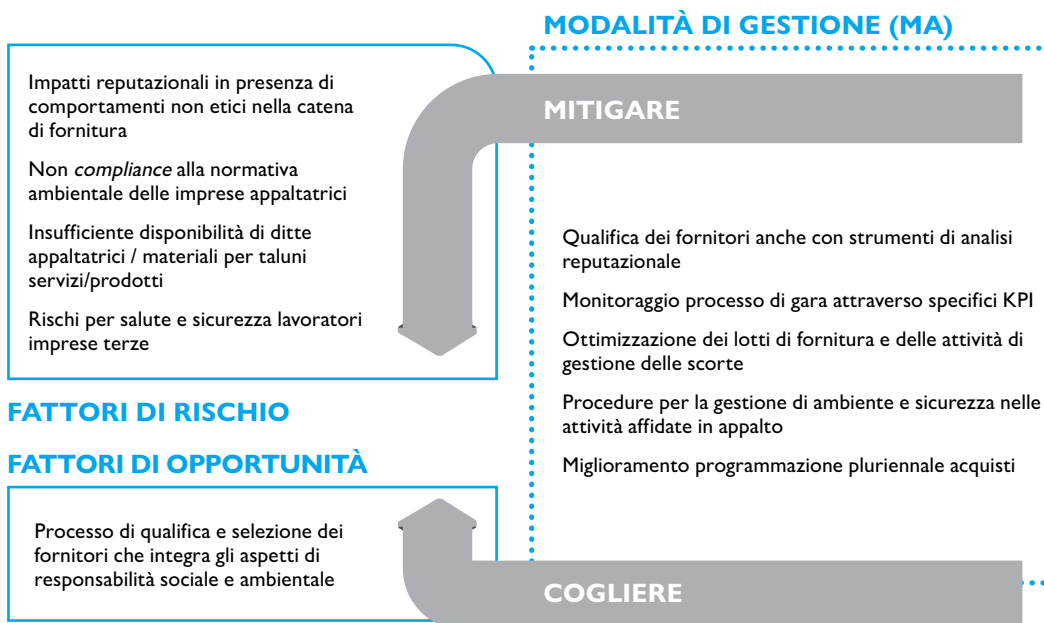 MODALITÀ DI GESTIONE (MA)
Impatti reputazionali in presenza di
comportamenti non etici nella catena
di fornitura
Non compliance alla normativa
ambientale delle imprese appaltatrici
Insufficiente disponibilità di ditte
appaltatrici / materiali per taluni
servizi/prodotti
Rischi per salute e sicurezza lavoratori
imprese terze
FATTORI DI RISCHIO
FATTORI DI OPPORTUNITÀ
Processo di qualifica e selezione dei
fornitori che integra gli aspetti di
responsabilità sociale e ambientale
MITIGARE
Qualifica dei fornitori anche con strumenti di analisi
reputazionale
Monitoraggio processo di gara attraverso specifici KPI
Ottimizzazione dei lotti di fornitura e delle attività di
gestione delle scorte
Procedure per la gestione di ambiente e sicurezza nelle
attività affidate in appalto
Miglioramento programmazione pluriennale acquisti
COGLIERE